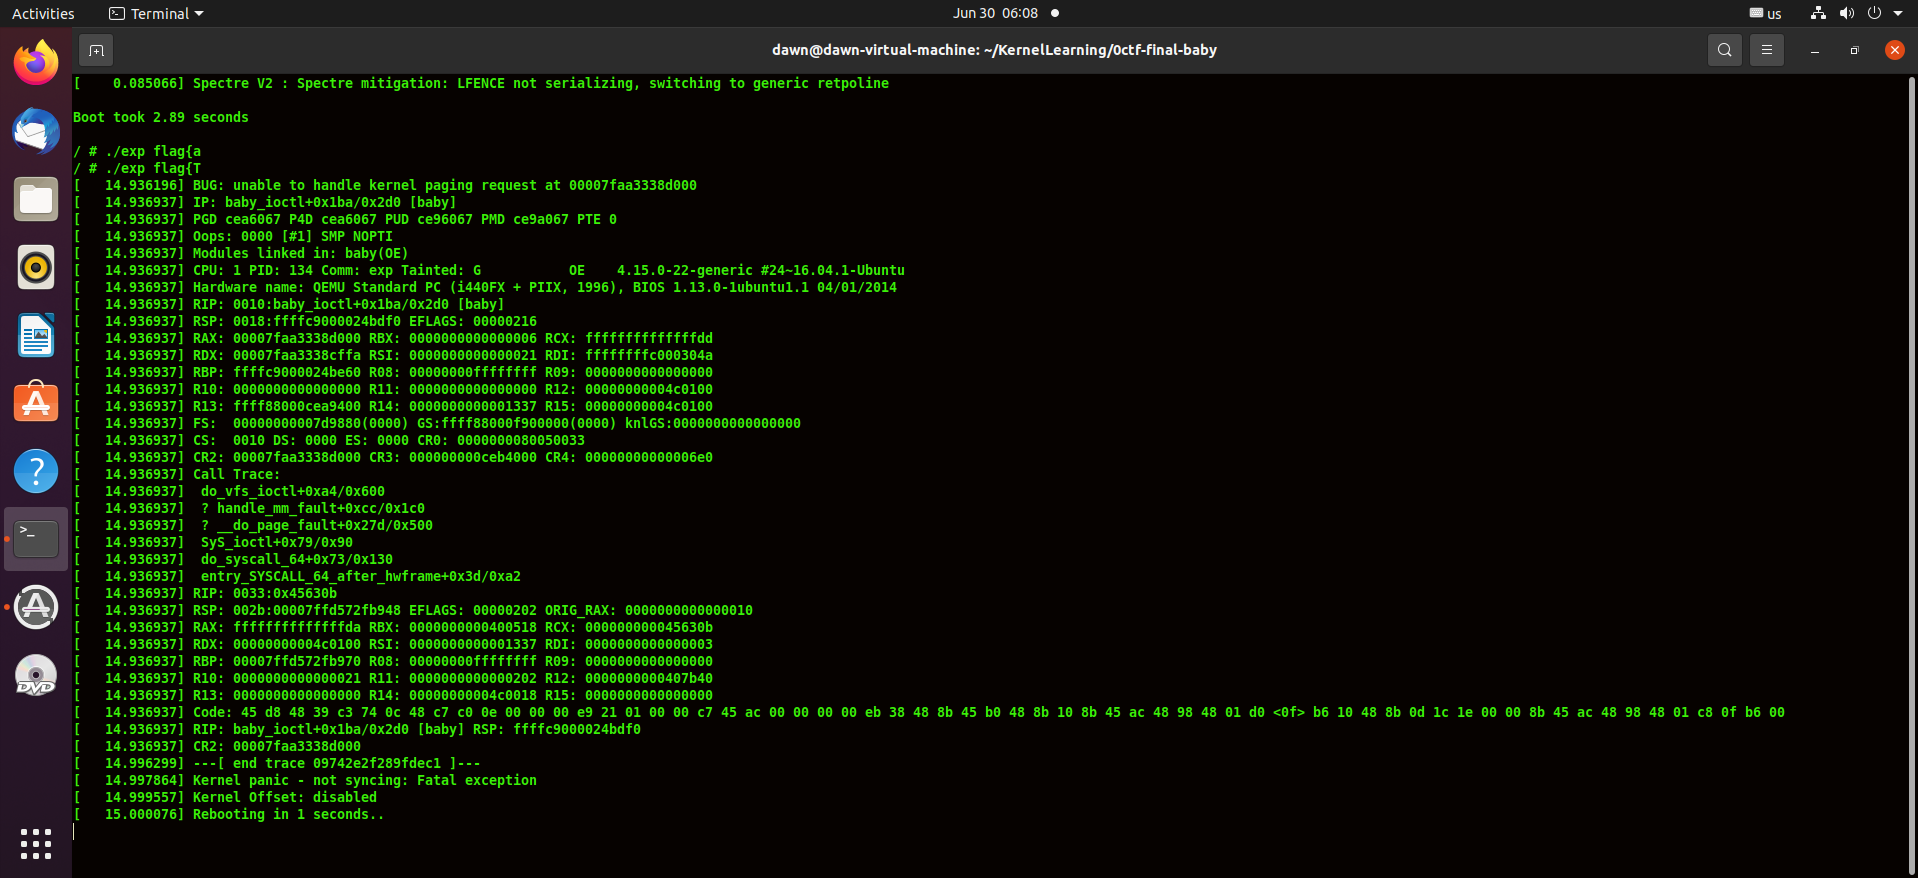 Activities Terminal Jun 30 06:08 us
dawn@dawn-virtual-machine: ~/KernelLearning/0ctf-final-baby
[    0.085066] Spectre V2 : Spectre mitigation: LFENCE not serializing, switching to generic retpoline
Boot took 2.89 seconds
/ # ./exp flag{a
/ # ./exp flag{T
[   14.936196] BUG: unable to handle kernel paging request at 00007faa3338d000
[   14.936937] IP: baby_ioctl+0x1ba/0x2d0 [baby]
[   14.936937] PGD cea6067 P4D cea6067 PUD ce96067 PMD ce9a067 PTE 0
[   14.936937] Oops: 0000 [#1] SMP NOPTI
[   14.936937] Modules linked in: baby(OE)
[   14.936937] CPU: 1 PID: 134 Comm: exp Tainted: G           OE    4.15.0-22-generic #24~16.04.1-Ubuntu
[   14.936937] Hardware name: QEMU Standard PC (i440FX + PIIX, 1996), BIOS 1.13.0-1ubuntu1.1 04/01/2014
[   14.936937] RIP: 0010:baby_ioctl+0x1ba/0x2d0 [baby]
[   14.936937] RSP: 0018:ffffc9000024bdf0 EFLAGS: 00000216
[   14.936937] RAX: 00007faa3338d000 RBX: 0000000000000006 RCX: ffffffffffffffdd
[   14.936937] RDX: 00007faa3338cffa RSI: 0000000000000021 RDI: ffffffffc000304a
[   14.936937] RBP: ffffc9000024be60 R08: 00000000ffffffff R09: 0000000000000000
[   14.936937] R10: 0000000000000000 R11: 0000000000000000 R12: 00000000004c0100
[   14.936937] R13: ffff88000cea9400 R14: 0000000000001337 R15: 00000000004c0100
[   14.936937] FS:  00000000007d9880(0000) GS:ffff88000f900000(0000) knlGS:0000000000000000
[   14.936937] CS:  0010 DS: 0000 ES: 0000 CR0: 0000000080050033
[   14.936937] CR2: 00007faa3338d000 CR3: 000000000ceb4000 CR4: 00000000000006e0
[   14.936937] Call Trace:
[   14.936937]  do_vfs_ioctl+0xa4/0x600
[   14.936937]  ? handle_mm_fault+0xcc/0x1c0
[   14.936937]  ? __do_page_fault+0x27d/0x500
[   14.936937]  SyS_ioctl+0x79/0x90
[   14.936937]  do_syscall_64+0x73/0x130
[   14.936937]  entry_SYSCALL_64_after_hwframe+0x3d/0xa2
[   14.936937] RIP: 0033:0x45630b
[   14.936937] RSP: 002b:00007ffd572fb948 EFLAGS: 00000202 ORIG_RAX: 0000000000000010
[   14.936937] RAX: ffffffffffffffda RBX: 0000000000400518 RCX: 000000000045630b
[   14.936937] RDX: 00000000004c0100 RSI: 0000000000001337 RDI: 0000000000000003
[   14.936937] RBP: 00007ffd572fb970 R08: 00000000ffffffff R09: 0000000000000000
[   14.936937] R10: 0000000000000021 R11: 0000000000000202 R12: 0000000000407b40
[   14.936937] R13: 0000000000000000 R14: 00000000004c0018 R15: 0000000000000000
[   14.936937] Code: 45 d8 48 39 c3 74 0c 48 c7 c0 0e 00 00 00 e9 21 01 00 00 c7 45 ac 00 00 00 00 eb 38 48 8b 45 b0 48 8b 10 8b 45 ac 48 98 48 01 d0 <0f> b6 10 48 8b 0d 1c 1e 00 00 8b 45 ac 48 98 48 01 c8 0f b6 00
[   14.936937] RIP: baby_ioctl+0x1ba/0x2d0 [baby] RSP: ffffc9000024bdf0
[   14.936937] CR2: 00007faa3338d000
[   14.996299] ---[ end trace 09742e2f289fdec1 ]---
[   14.997864] Kernel panic - not syncing: Fatal exception
[   14.999557] Kernel Offset: disabled
[   15.000076] Rebooting in 1 seconds..
>_
?
DVD